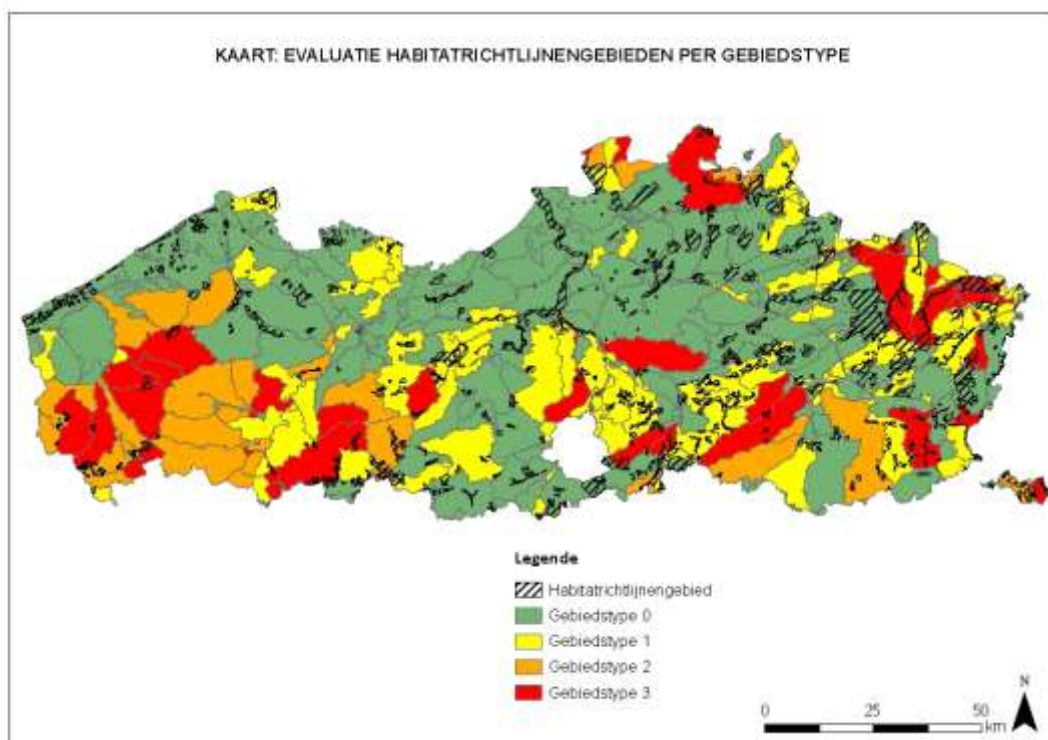 KAART: EVALUATIE HABITATRICHTLIJNENGEBIEDEN PER GEBIEDSTYPE
Legende
Habitatrichtlijnengebied
Gebiedstype 0
Gebiedstype 1
Gebiedstype 2
Gebiedstype 3
N
0 25 50
km